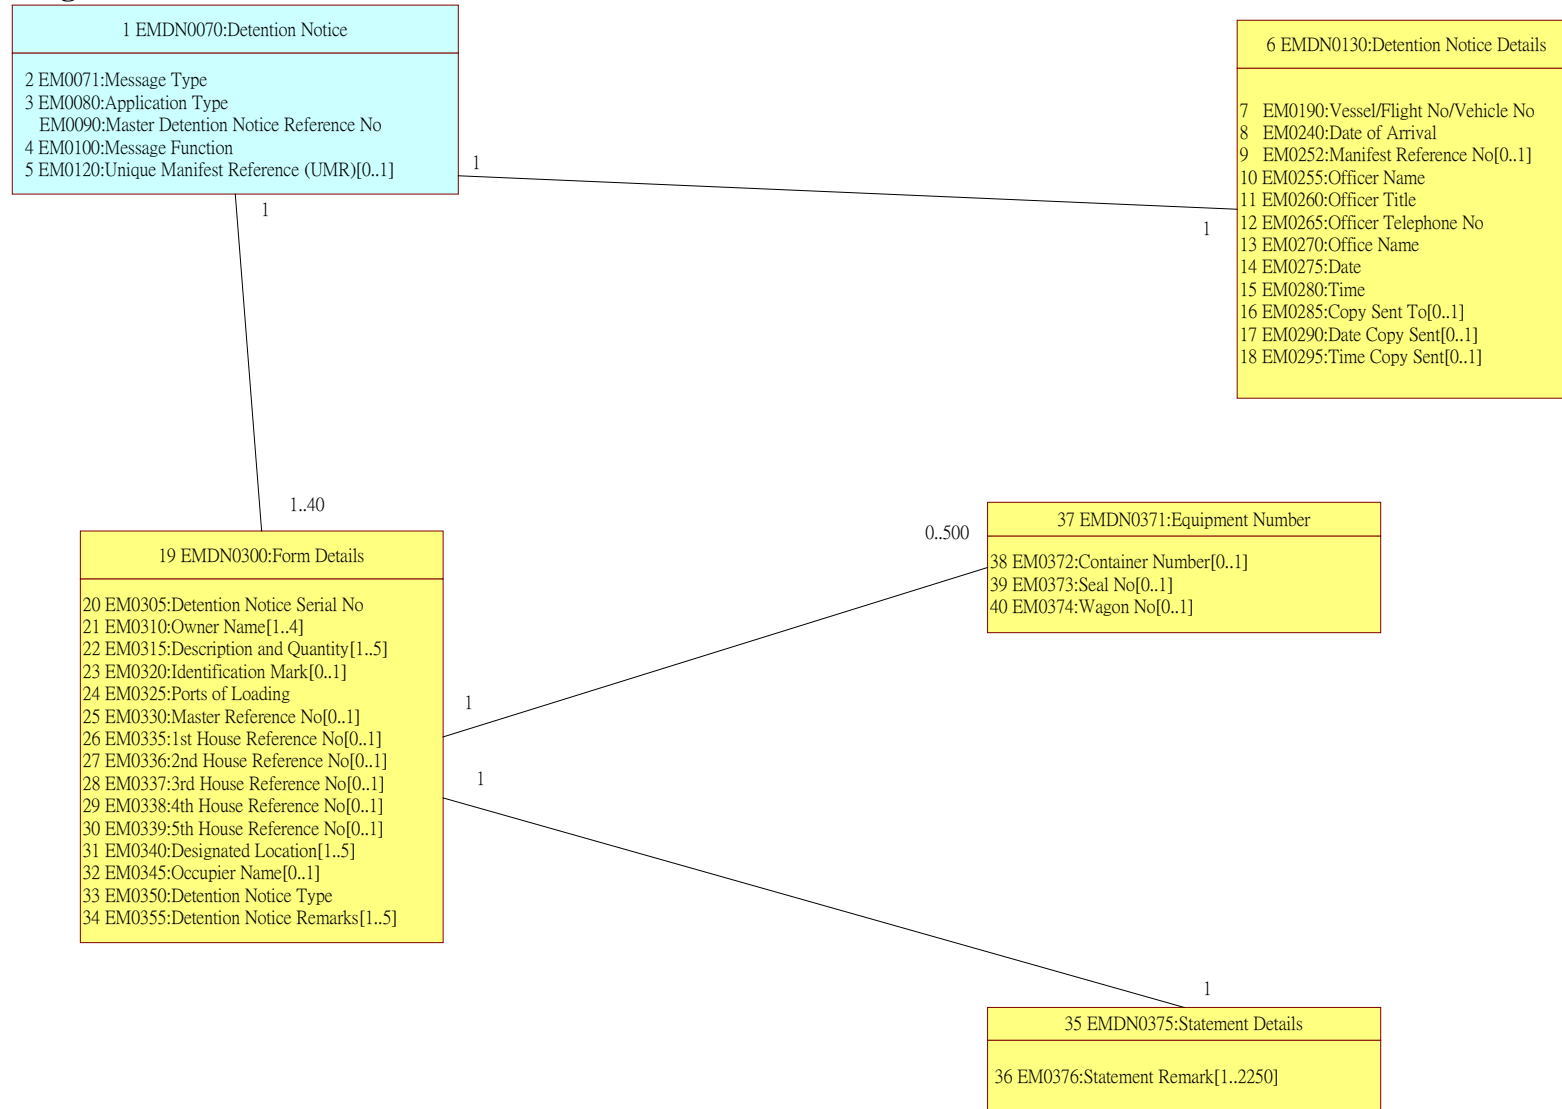 1 EMDN0070:Detention Notice
2 EM0071:Message Type
3 EM0080:Application Type
EM0090:Master Detention Notice Reference No
4 EM0100:Message Function
5 EM0120:Unique Manifest Reference (UMR)[0..1]
1
1
1
6 EMDN0130:Detention Notice Details
7 EM0190:Vessel/Flight No/Vehicle No
8 EM0240:Date of Arrival
9 EM0252:Manifest Reference No[0..1]
10 EM0255:Officer Name
11 EM0260:Officer Title
12 EM0265:Officer Telephone No
13 EM0270:Office Name
14 EM0275:Date
15 EM0280:Time
16 EM0285:Copy Sent To[0..1]
17 EM0290:Date Copy Sent[0..1]
18 EM0295:Time Copy Sent[0..1]
1..40
19 EMDN0300:Form Details
20 EM0305:Detention Notice Serial No
21 EM0310:Owner Name[1..4]
22 EM0315:Description and Quantity[1..5]
23 EM0320:Identification Mark[0..1]
24 EM0325:Ports of Loading
25 EM0330:Master Reference No[0..1]
26 EM0335:1st House Reference No[0..1]
27 EM0336:2nd House Reference No[0..1]
28 EM0337:3rd House Reference No[0..1]
29 EM0338:4th House Reference No[0..1]
30 EM0339:5th House Reference No[0..1]
31 EM0340:Designated Location[1..5]
32 EM0345:Occupier Name[0..1]
33 EM0350:Detention Notice Type
34 EM0355:Detention Notice Remarks[1..5]
1
0..500
37 EMDN0371:Equipment Number
38 EM0372:Container Number[0..1]
39 EM0373:Seal No[0..1]
40 EM0374:Wagon No[0..1]
1
1
35 EMDN0375:Statement Details
36 EM0376:Statement Remark[1..2250]